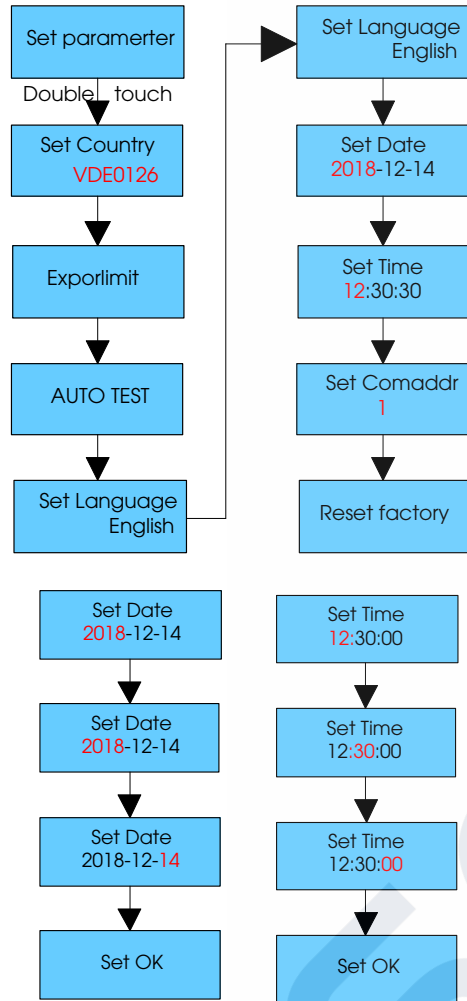 Set paramerter
Double touch
Set Country
VDE0126
Exporlimit
AUTO TEST
Set Language
English
Set Language
English
Set Date
2018-12-14
Set Time
12:30:30
Set Comaddr
1
Reset factory
Set Date
2018-12-14
Set Date
2018-12-14
Set Date
2018-12-14
Set OK
Set Time
12:30:00
Set Time
12:30:00
Set Time
12:30:00
Set OK